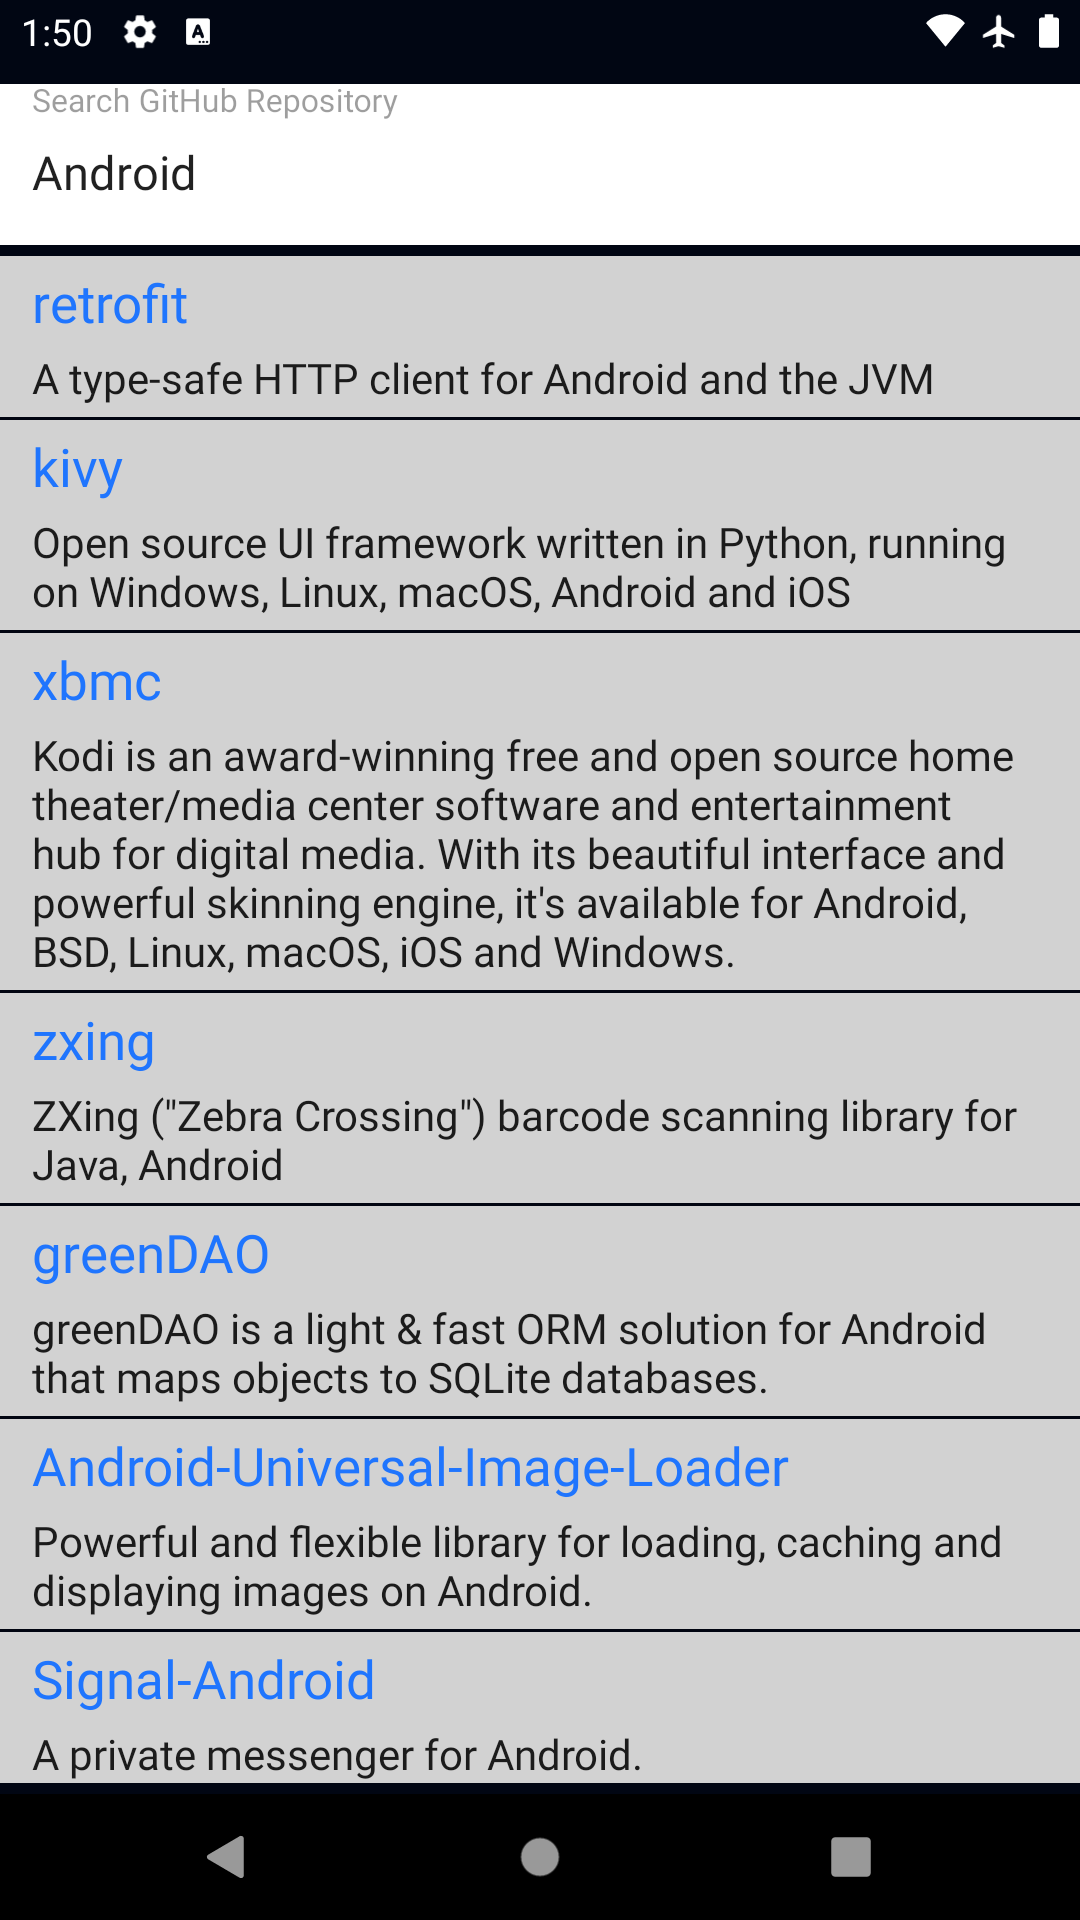 1:50
Search GitHub Repository
Android
retrofit
A type-safe HTTP client for Android and the JVM
kivy
Open source UI framework written in Python, running
on Windows, Linux, macOS, Android and iOS
xbmc
Kodi is an award-winning free and open source home
theater/media center software and entertainment
hub for digital media. With its beautiful interface and
powerful skinning engine, it's available for Android,
BSD, Linux, macOS, iOS and Windows.
zxing
ZXing ("Zebra Crossing") barcode scanning library for
Java, Android
greenDAO
greenDAO is a light & fast ORM solution for Android
that maps objects to SQLite databases.
Android-Universal-Image-Loader
Powerful and flexible library for loading, caching and
displaying images on Android.
Signal-Android
A private messenger for Android.